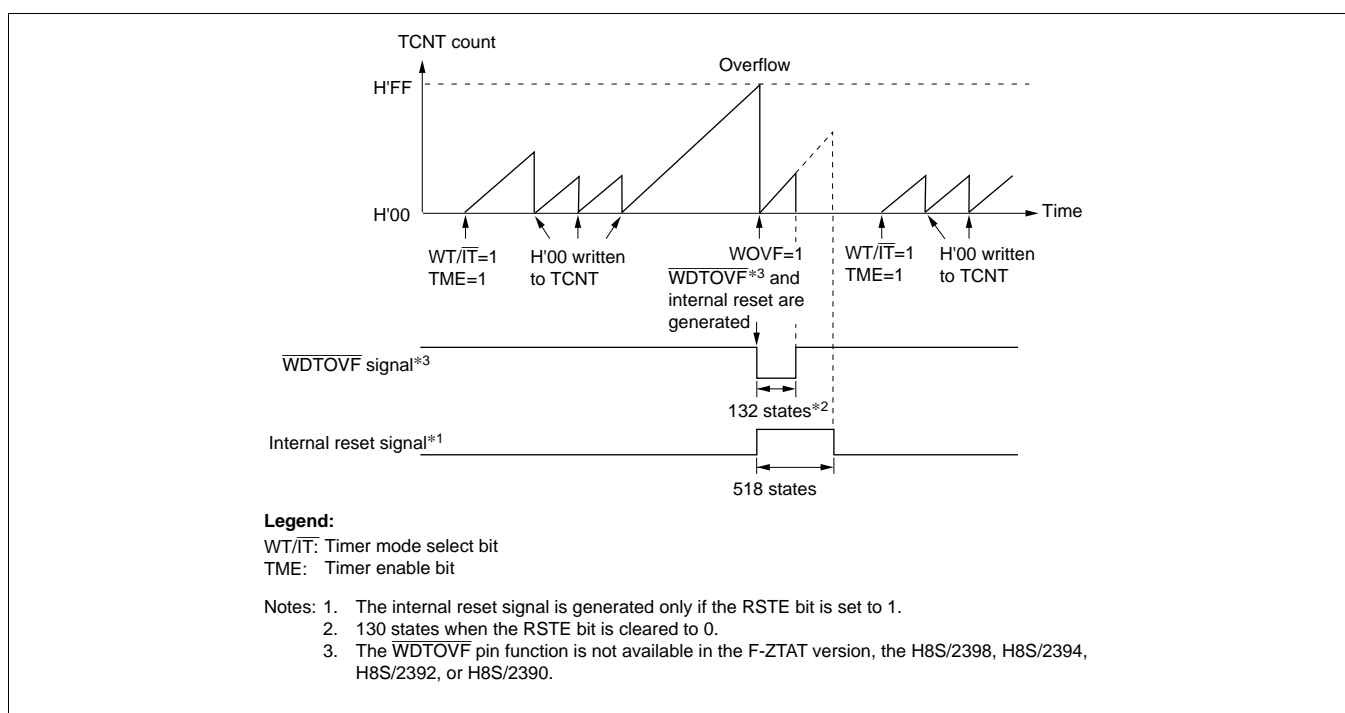 TCNT count
Overflow
H'FF
H'00
Time
WT/IT=1
TME=1
H'00 written
to TCNT
WOVF=1
WDTOVF*3 and
internal reset are
generated
WT/IT=1
TME=1
H'00 written
to TCNT
WDTOVF signal*3
132 states*2
Internal reset signal*1
518 states
Legend:
WT/IT: Timer mode select bit
TME: Timer enable bit
Notes: 1. The internal reset signal is generated only if the RSTE bit is set to 1.
2. 130 states when the RSTE bit is cleared to 0.
3. The WDTOVF pin function is not available in the F-ZTAT version, the H8S/2398, H8S/2394,
H8S/2392, or H8S/2390.